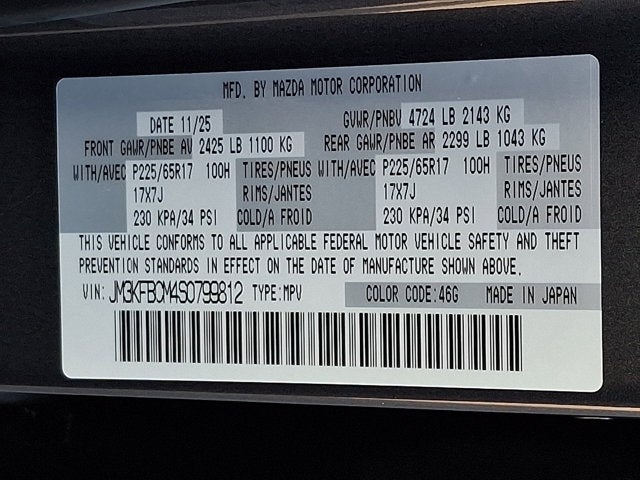 MFD. BY MAZDA MOTOR CORPORATION
DATE 11/25 GVWR/PNBV 4724 LB 2143 KG
FRONT GAWR/PNBE AV 2425 LB 1100 KG REAR GAWR/PNBE AR 2299 LB 1043 KG
WITH/AVEC P225/65R17 100H TIRES/PNEUS WITH/AVEC P225/65R17 100H TIRES/PNEUS
17X7J RIMS/JANTES 17X7J RIMS/JANTES
230 KPA/34 PSI COLD/A FROID 230 KPA/34 PSI COLD/A FROID
THIS VEHICLE CONFORMS TO ALL APPLICABLE FEDERAL MOTOR VEHICLE SAFETY AND THEFT
PREVENTION STANDARDS IN EFFECT ON THE DATE OF MANUFACTURE SHOWN ABOVE.
VIN: JM3KFBCM4S0799812 TYPE:MPV COLOR CODE:46G MADE IN JAPAN